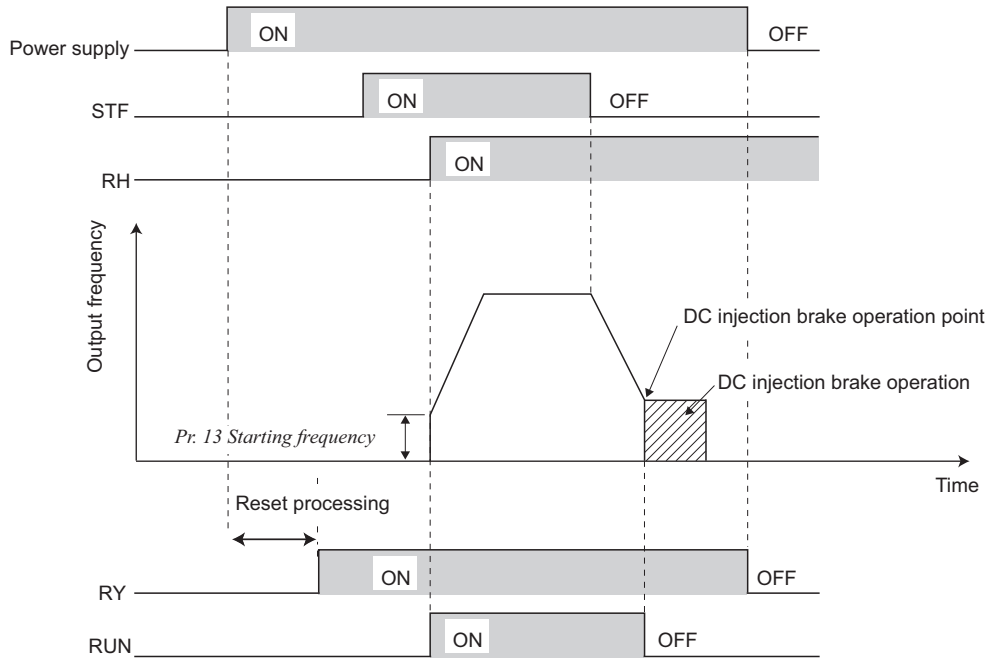 ON
OFF
Power supply
ON
OFF
STF
ON
RH
Output frequency
DC injection brake operation point
DC injection brake operation
Pr. 13 Starting frequency
Time
Reset processing
ON
OFF
RY
ON
OFF
RUN